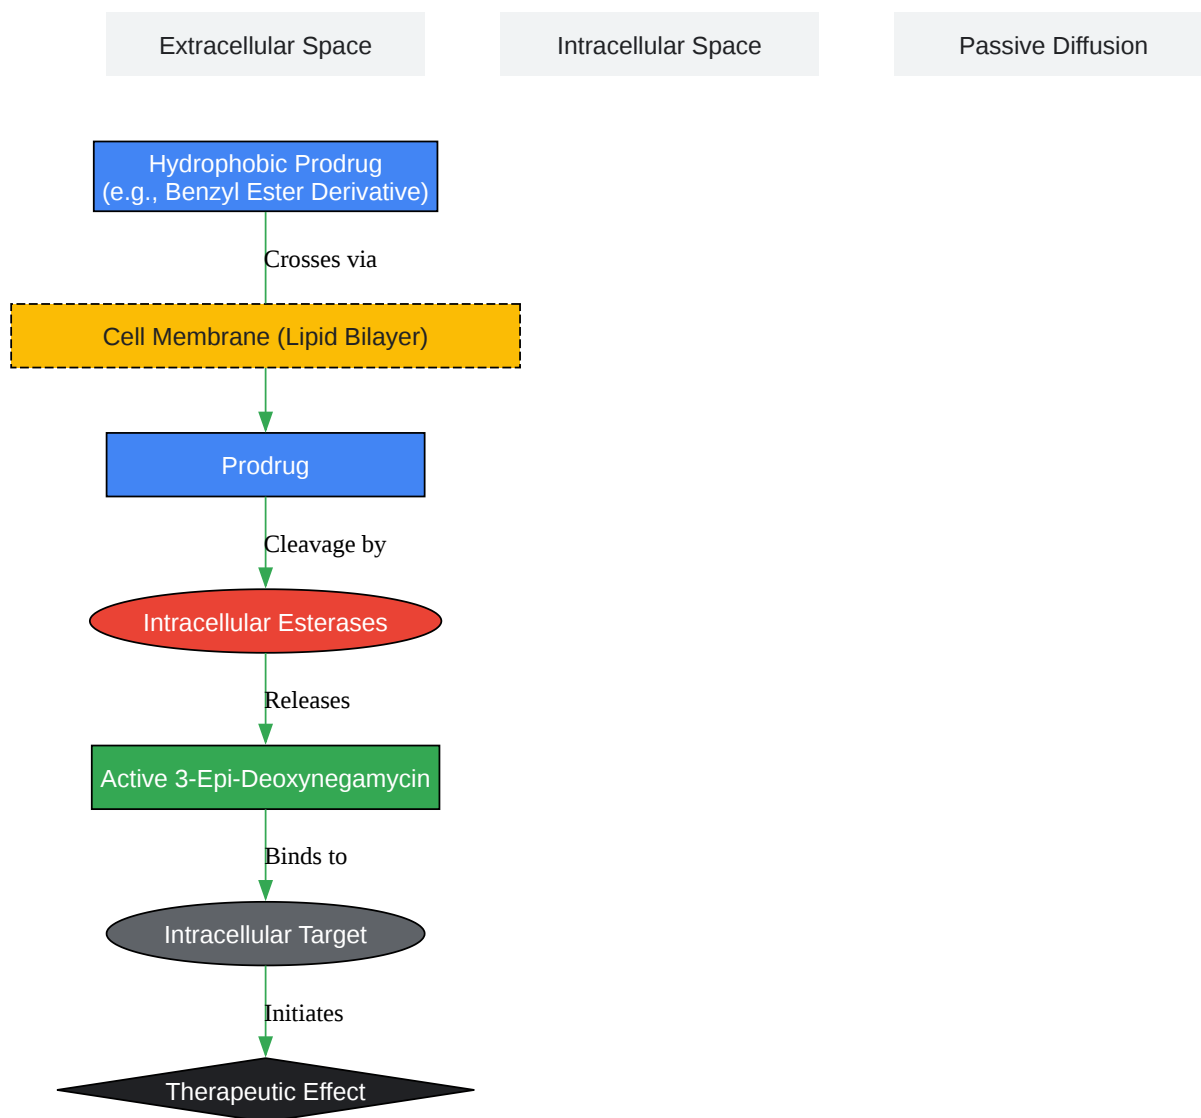 Extracellular Space
Intracellular Space
Passive Diffusion
Hydrophobic Prodrug
(e.g., Benzyl Ester Derivative)
Crosses via
Cell Membrane (Lipid Bilayer)
Prodrug
Cleavage by
Intracellular Esterases
Releases
Active 3-Epi-Deoxynegamycin
Binds to
Intracellular Target
Initiates
Therapeutic Effect